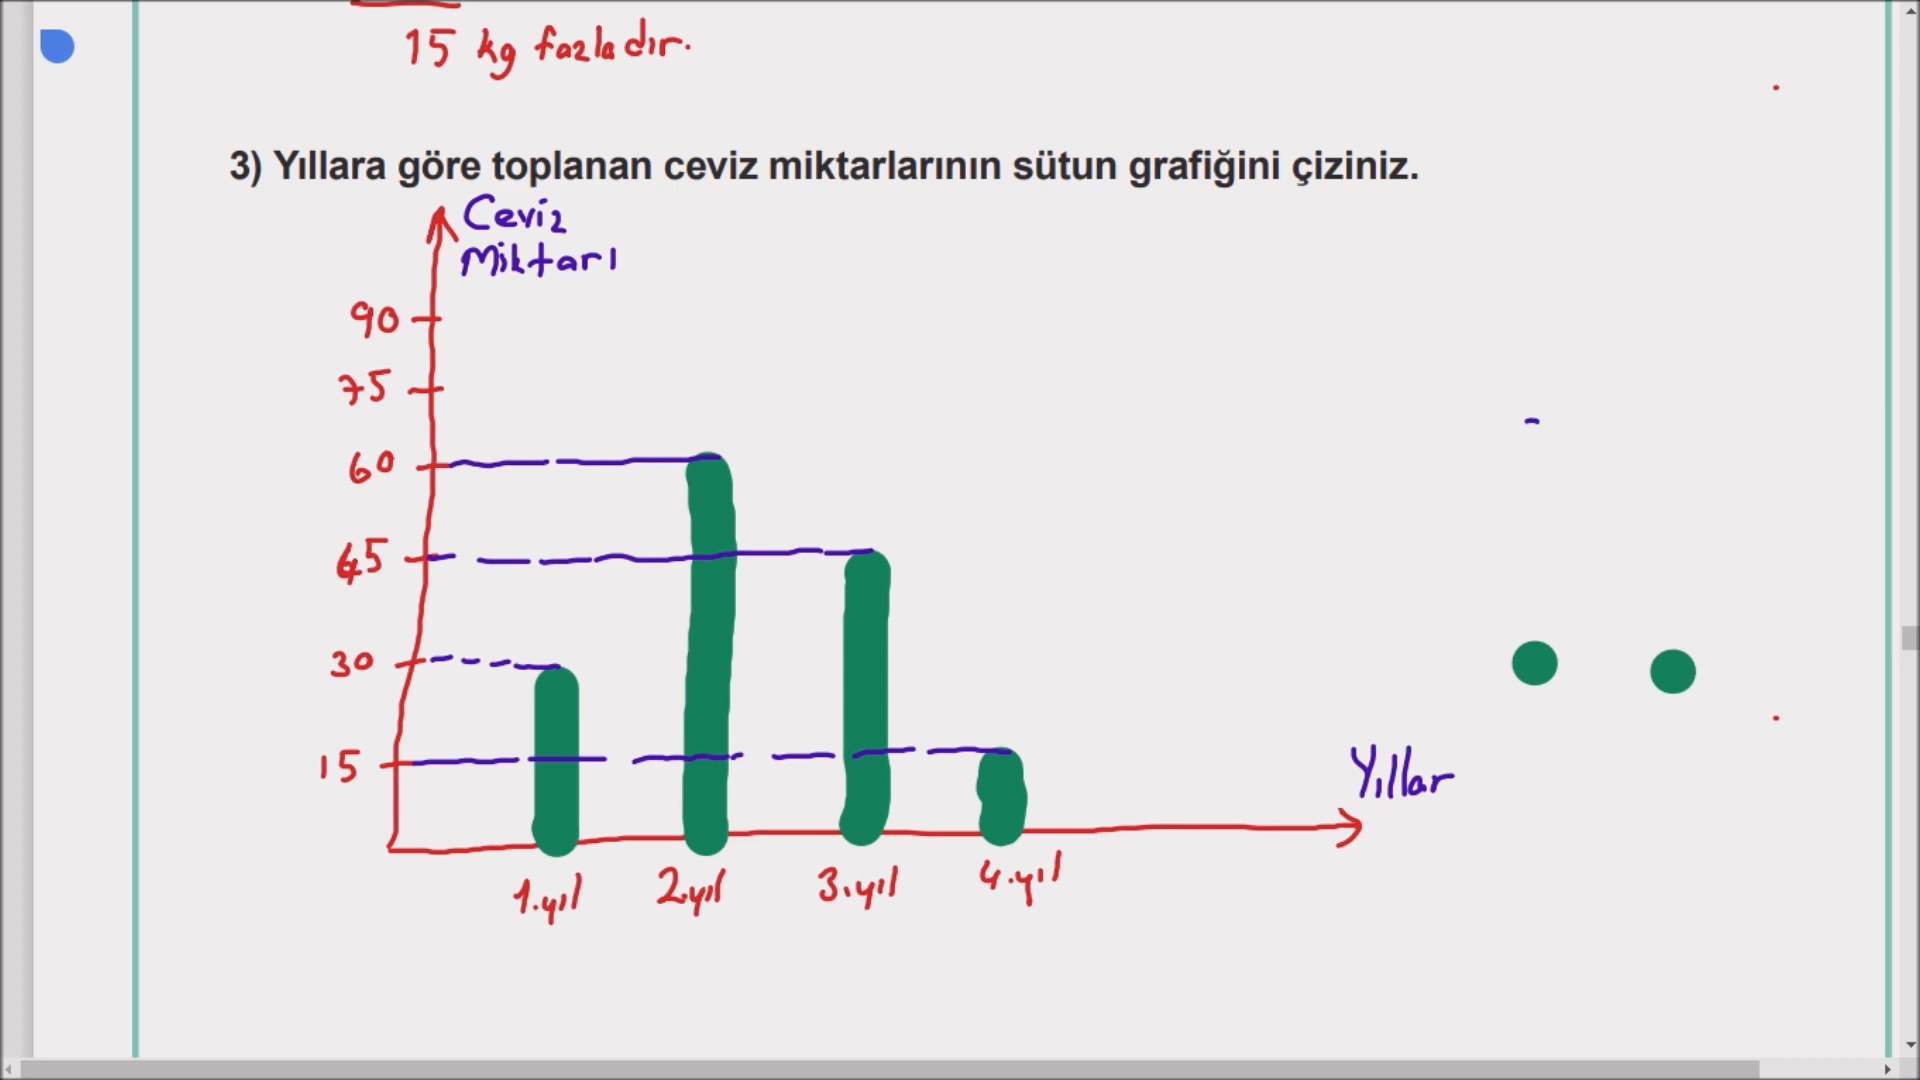 15 kg fazladır.
3) Yıllara göre toplanan ceviz miktarlarının sütun grafiğini çiziniz.
Ceviz
Miktarı
90
75
60
45
30
15
Yıllar
1.yıl 2.yıl 3.yıl 4.yıl